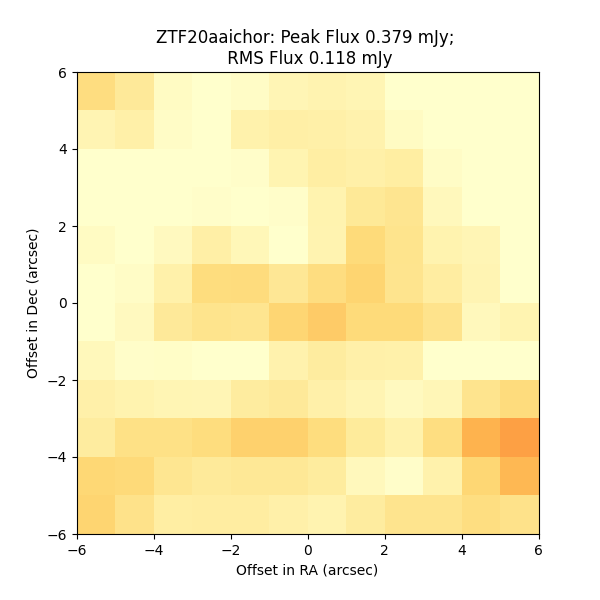 ZTF20aaichor: Peak Flux 0.379 mJy;
RMS Flux 0.118 mJy
6
4
2
0
−2
−4
−6
Offset in Dec (arcsec)
−6 −4 −2 0 2 4 6
Offset in RA (arcsec)